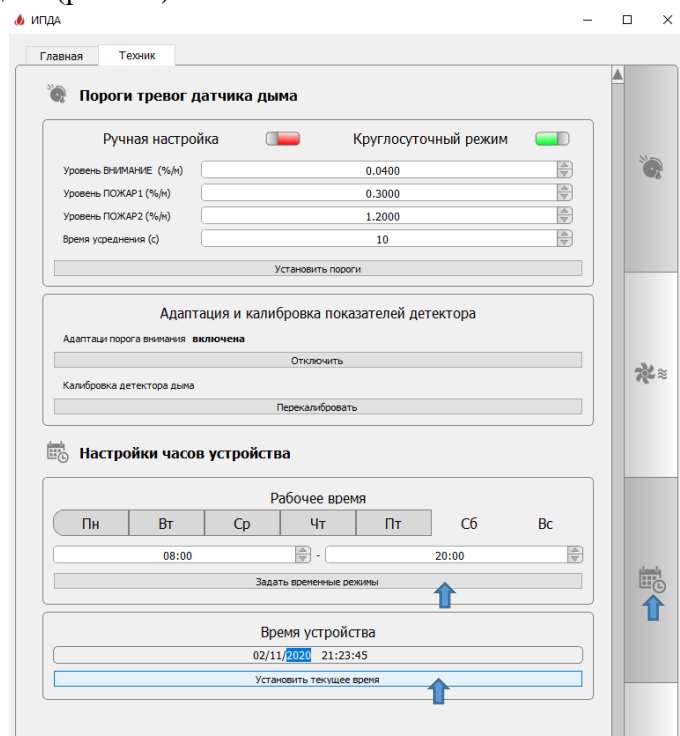 ИПДА
Главная Техник
Пороги тревог датчика дыма
Ручная настройка Круглосуточный режим
Уровень ВНИМАНИЕ (%/м) 0.0400
Уровень ПОЖАР1 (%/м) 0.3000
Уровень ПОЖАР2 (%/м) 1.2000
Время усреднения (с) 10
Установить пороги
Адаптация и калибровка показателей детектора
Адаптаци порога внимания включена
Отключить
Калибровка детектора дыма
Перекалибровать
Настройки часов устройства
Рабочее время
Пн Вт Ср Чт Пт Сб Вс
08:00 - 20:00
Задать временные режимы
Время устройства
02/11/2020 21:23:45
Установить текущее время